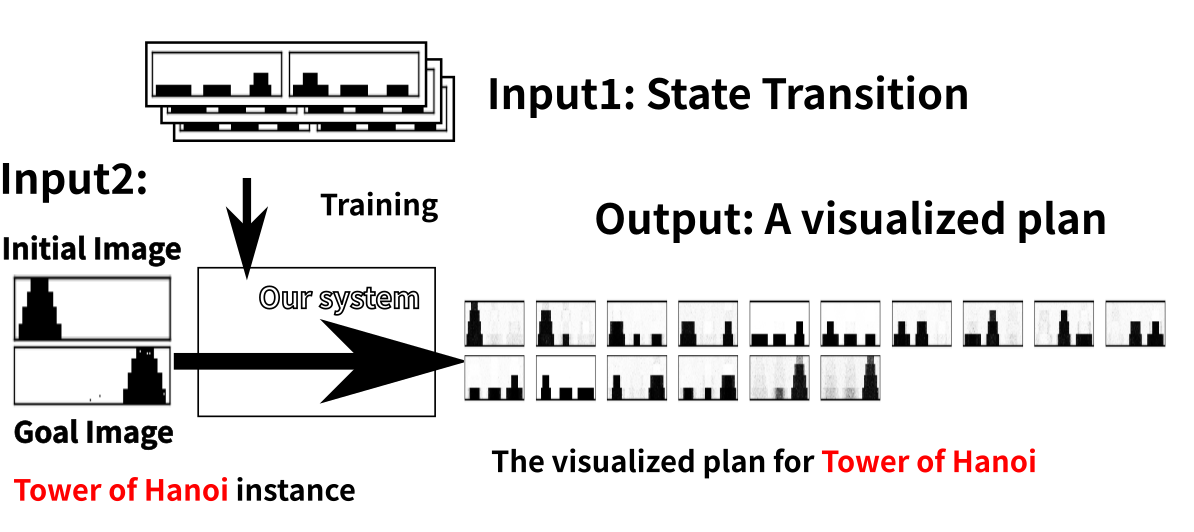 Input1: State Transition
Input2:
Training
Output: A visualized plan
Initial Image
Our system
Goal Image
The visualized plan for Tower of Hanoi
Tower of Hanoi instance